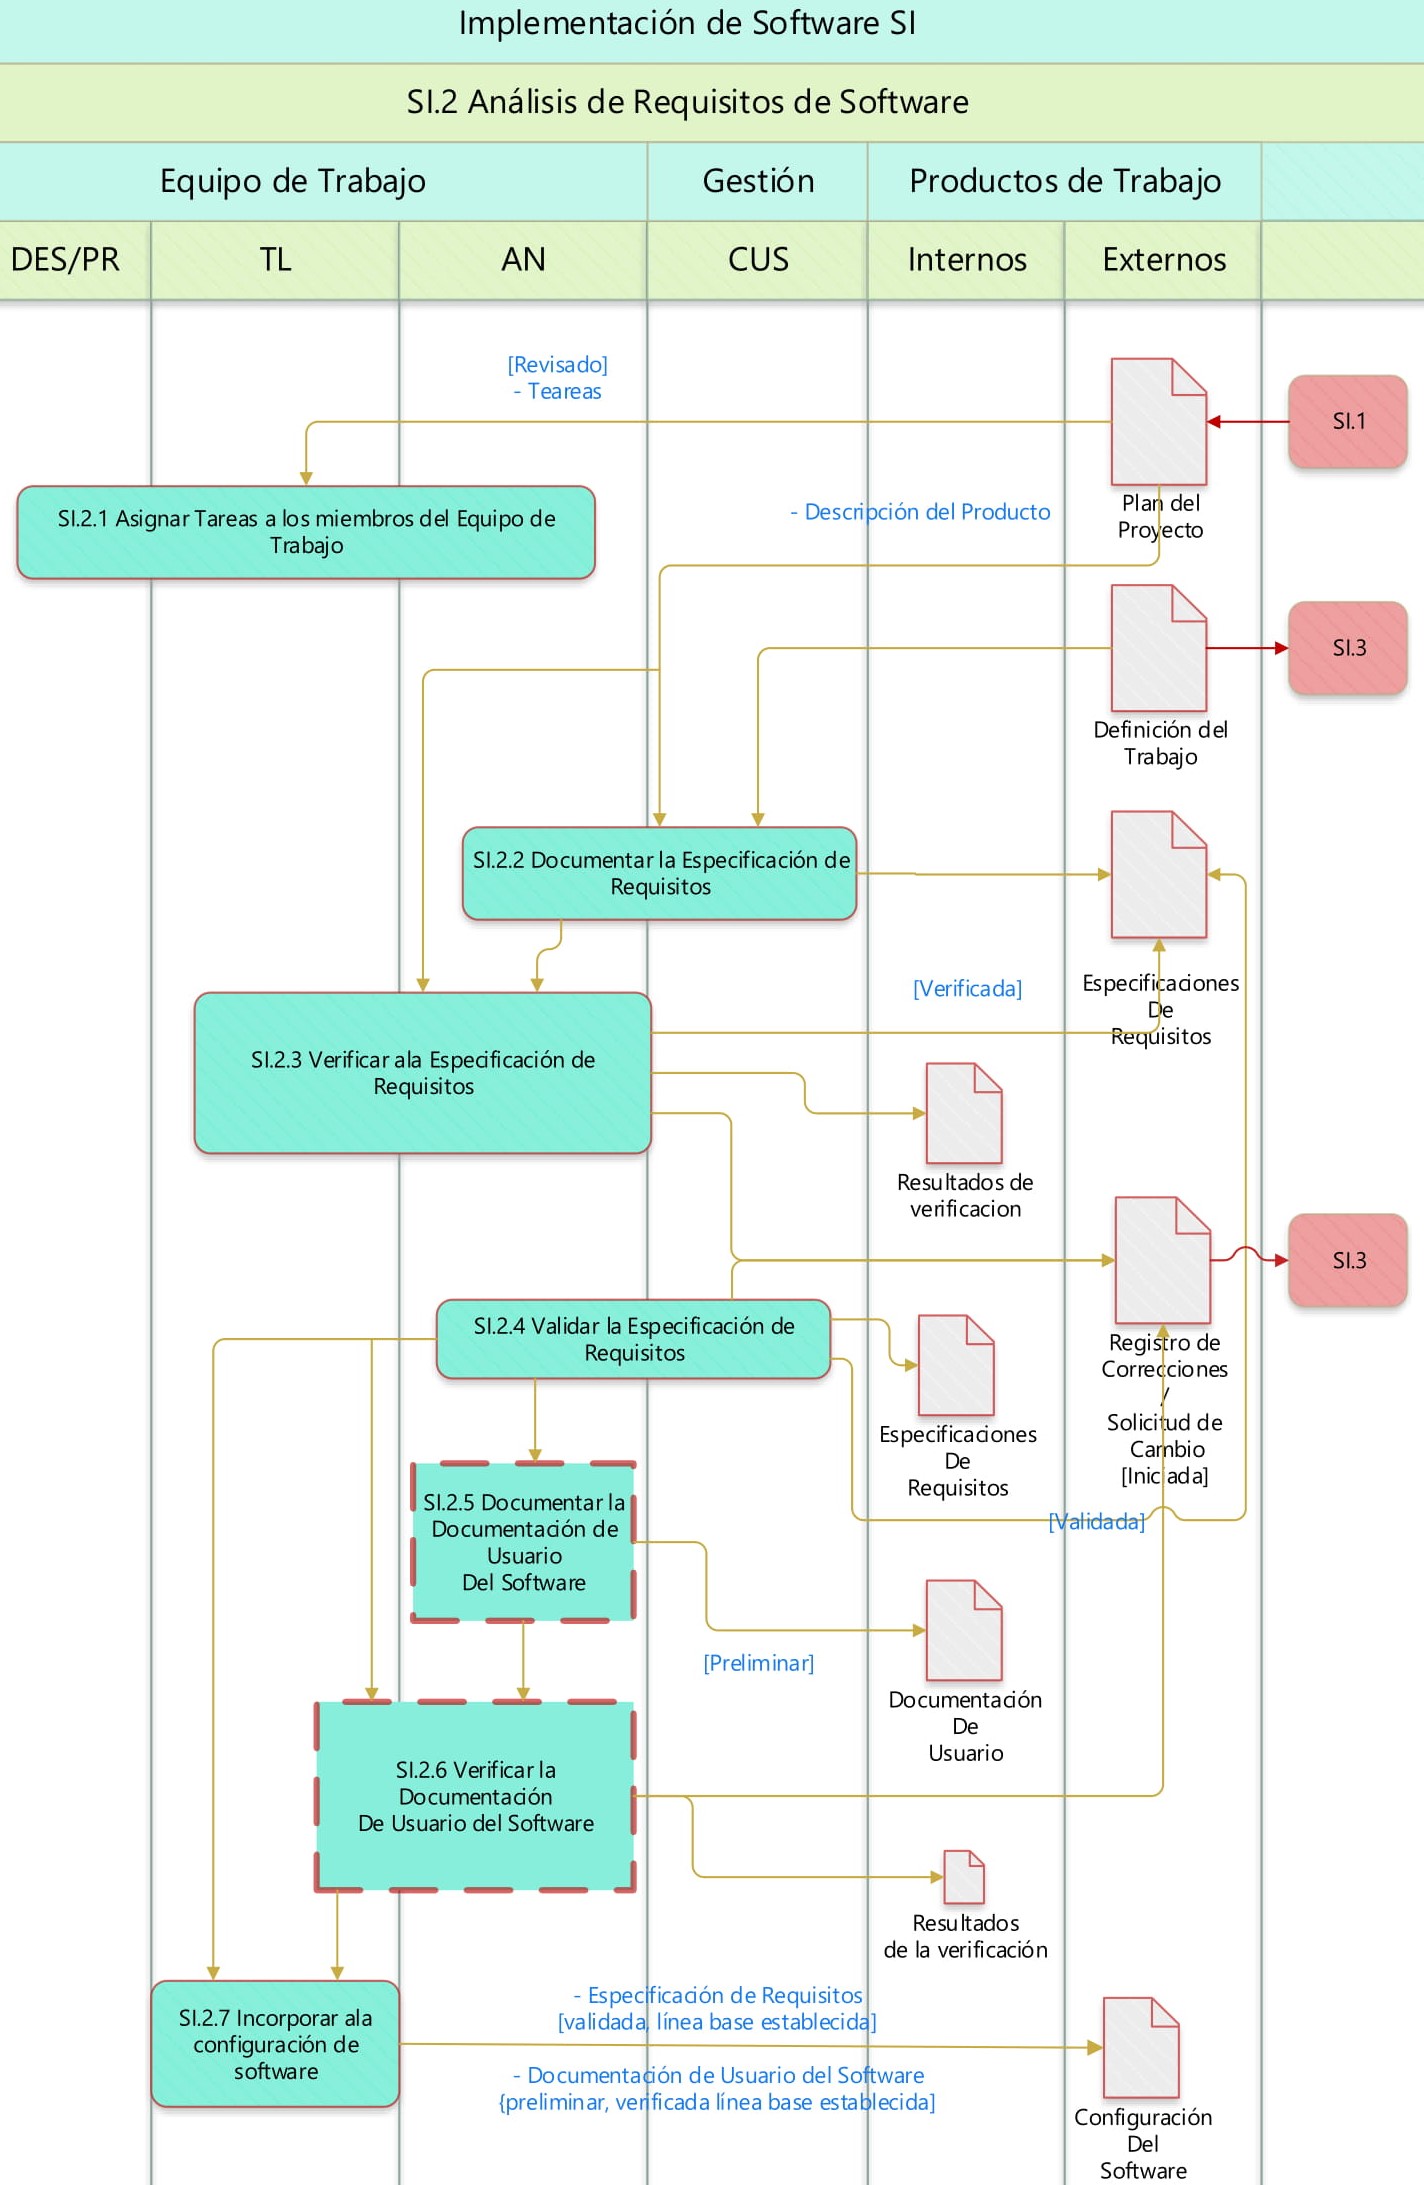 Implementación de Software SI
SI.2 Análisis de Requisitos de Software
Equipo de Trabajo
Gestión
Productos de Trabajo
DES/PR
TL
AN
CUS
Internos
Externos
[Revisado]
- Teareas
SI.1
SI.2.1 Asignar Tareas a los miembros del Equipo de
Trabajo
- Descripción del Producto
Plan del
Proyecto
SI.3
Definición del
Trabajo
SI.2.2 Documentar la Especificación de
Requisitos
[Verificada]
Especificaciones
De
Requisitos
SI.2.3 Verificar ala Especificación de
Requisitos
Resultados de
verificacion
SI.3
SI.2.4 Validar la Especificación de
Requisitos
Registro de
Correcciones
/
Solicitud de
Cambio
[Iniciada]
Especificaciones
De
Requisitos
SI.2.5 Documentar la
Documentación de
Usuario
Del Software
[Validada]
[Preliminar]
Documentación
De
Usuario
SI.2.6 Verificar la
Documentación
De Usuario del Software
Resultados
de la verificación
SI.2.7 Incorporar ala
configuración de
software
- Especificación de Requisitos
[validada, línea base establecida]
- Documentación de Usuario del Software
{preliminar, verificada línea base establecida]
Configuración
Del
Software